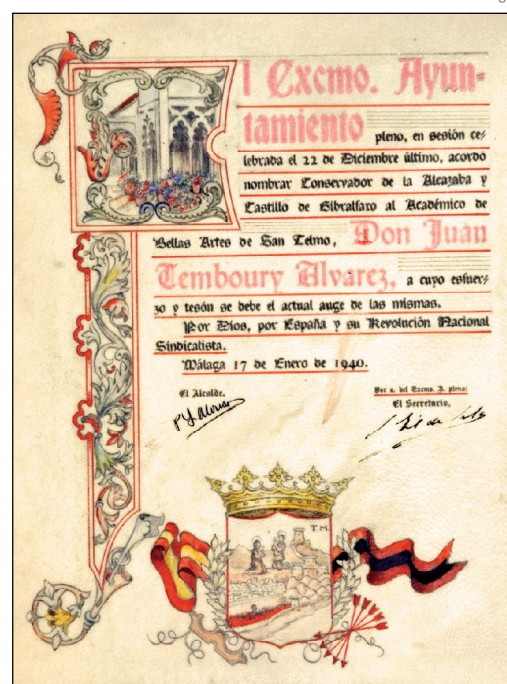 El Excmo. Ayun=
tamiento pleno, en sesión ce=
lebrada el 22 de Diciembre último, acordó
nombrar Conservador de la Alcazaba y
Castillo de Gibralfaro al Académico de
Bellas Artes de San Telmo, Don Juan
Temboury Alvarez, a cuyo esfuer=
zo y tesón se debe el actual auge de las mismas.
Por Dios, por España y su Revolución Nacional
Sindicalista.
Málaga 17 de Enero de 1940.
El Alcalde,
Por a. del Excmo. A. pleno:
El Secretario,
T.M.